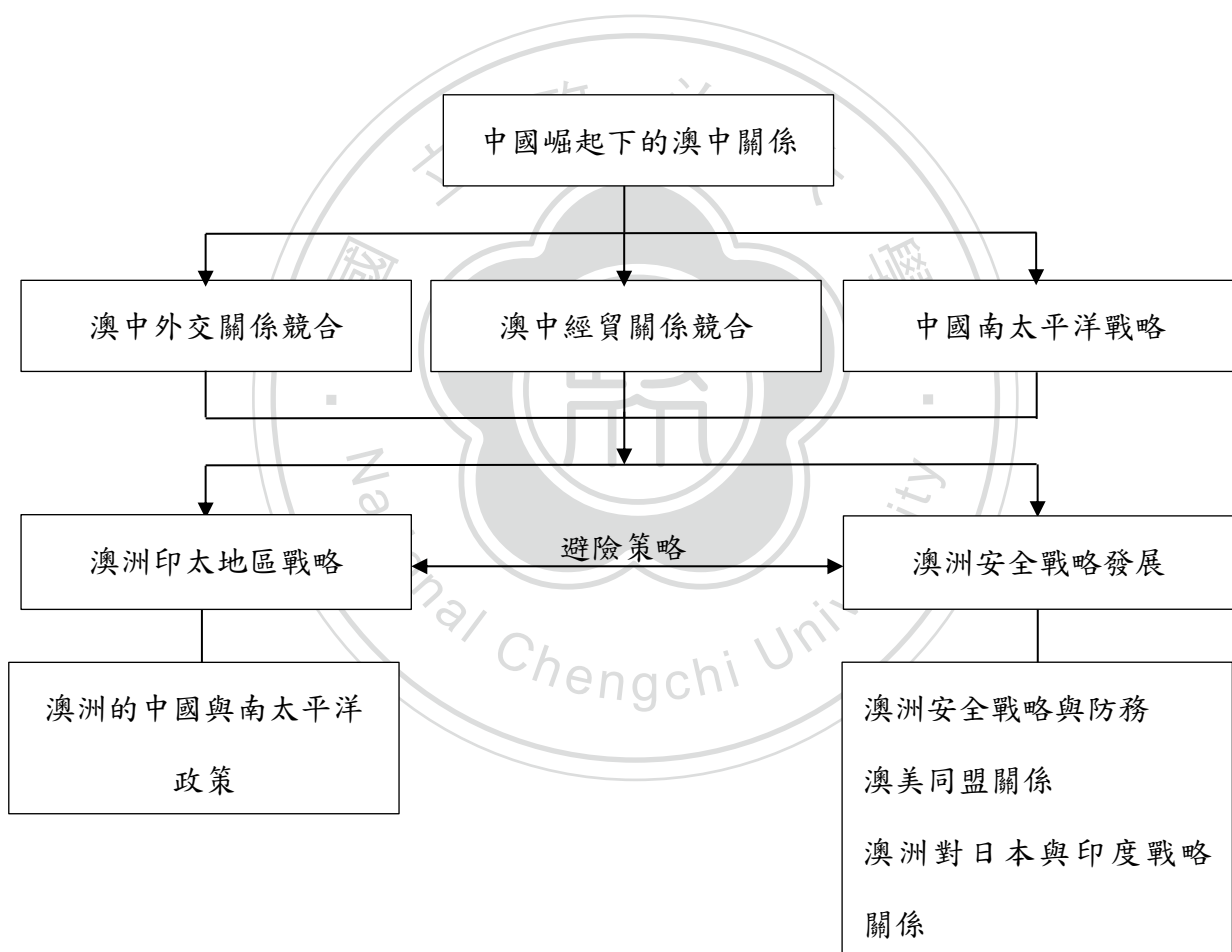 中國崛起下的澳中關係
澳中外交關係競合
澳中經貿關係競合
中國南太平洋戰略
澳洲印太地區戰略
避險策略
澳洲安全戰略發展
澳洲的中國與南太平洋
政策
澳洲安全戰略與防務
澳美同盟關係
澳洲對日本與印度戰略
關係
National Chengchi University